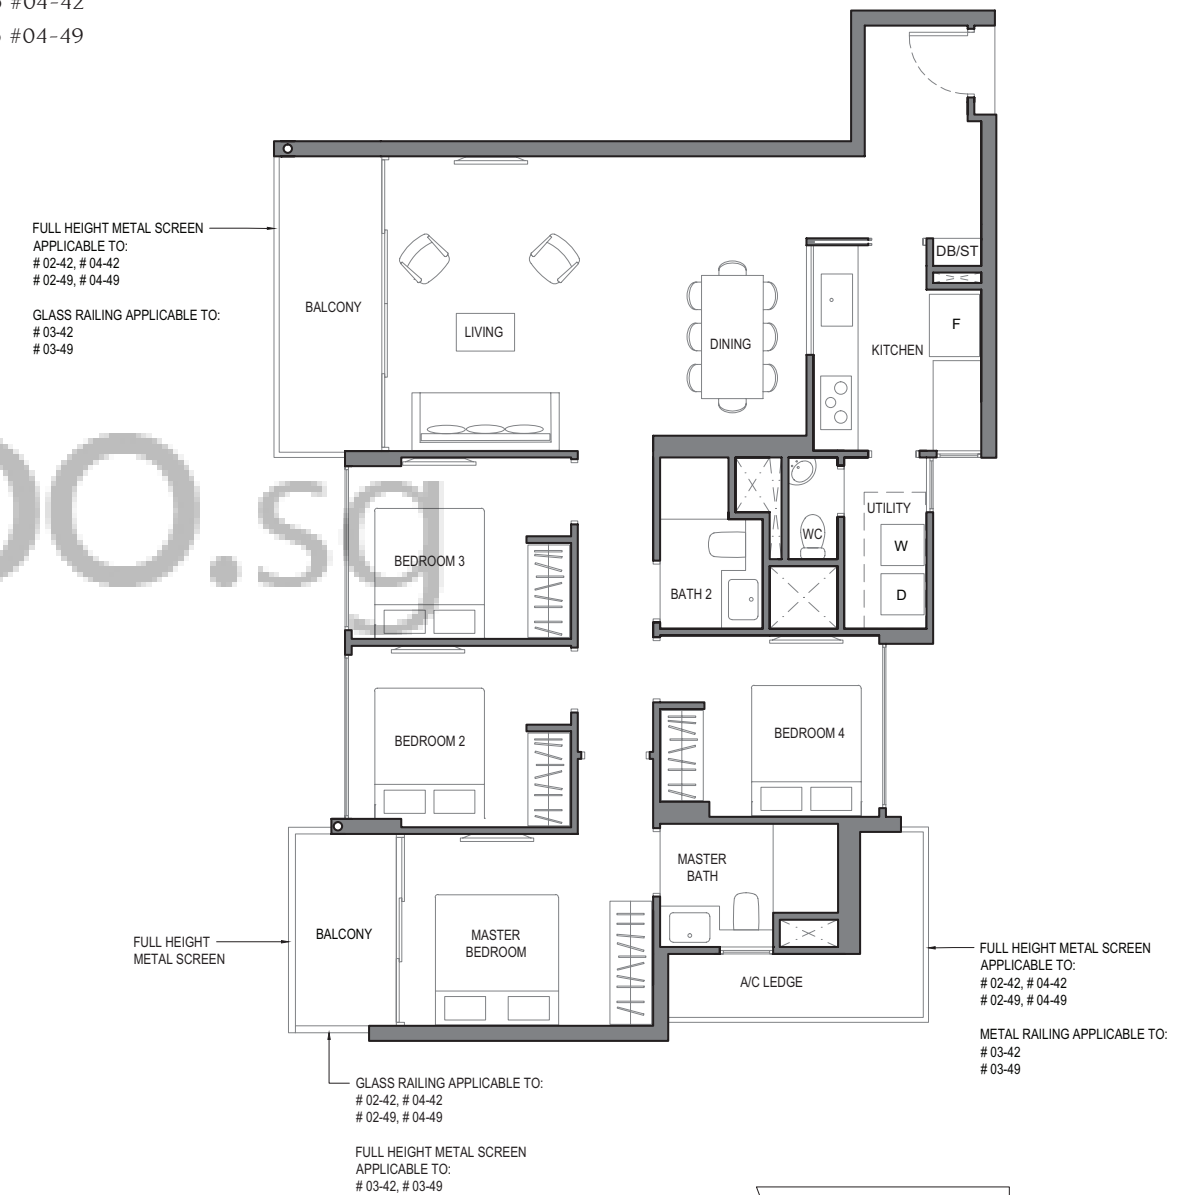 #04-42
#04-49
FULL HEIGHT METAL SCREEN
APPLICABLE TO:
# 02-42, # 04-42
# 02-49, # 04-49
GLASS RAILING APPLICABLE TO:
# 03-42
# 03-49
BALCONY
LIVING
DINING
KITCHEN
DB/ST
F
oo.sg
BEDROOM 3
BATH 2
WC
UTILITY
W
D
BEDROOM 2
BEDROOM 4
MASTER
BATH
BALCONY
MASTER
BEDROOM
A/C LEDGE
FULL HEIGHT
METAL SCREEN
FULL HEIGHT METAL SCREEN
APPLICABLE TO:
# 02-42, # 04-42
# 02-49, # 04-49
METAL RAILING APPLICABLE TO:
# 03-42
# 03-49
GLASS RAILING APPLICABLE TO:
# 02-42, # 04-42
# 02-49, # 04-49
FULL HEIGHT METAL SCREEN
APPLICABLE TO:
# 03-42, # 03-49